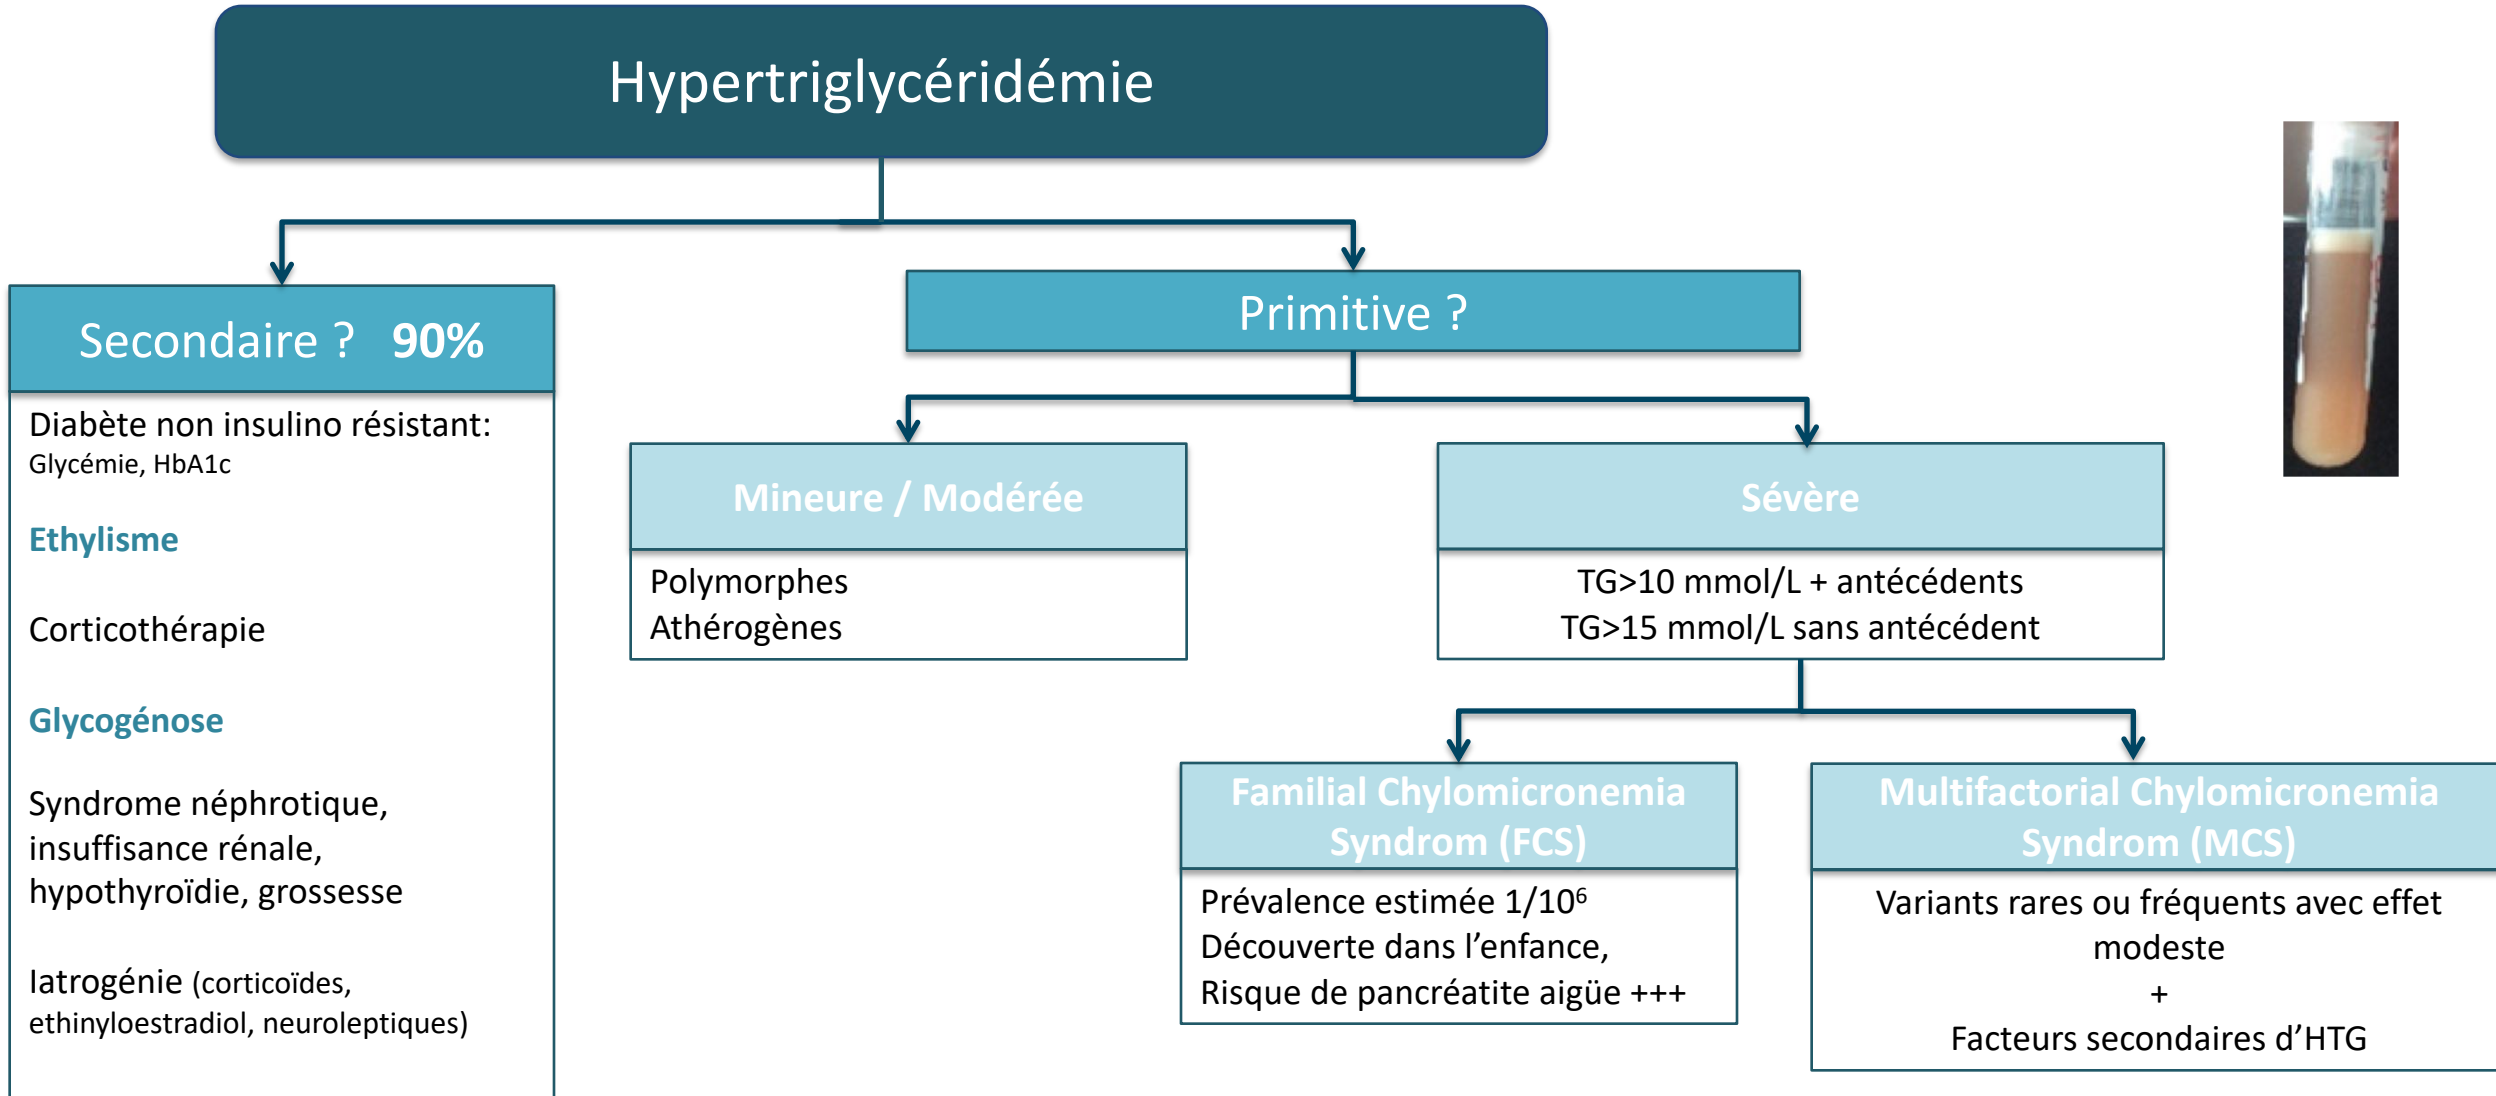 Hypertriglycéridémie
Secondaire ? 90%
Diabète non insulino résistant:
Glycémie, HbA1c
Ethylisme
Corticothérapie
Glycogénose
Syndrome néphrotique,
insuffisance rénale,
hypothyroïdie, grossesse
Iatrogénie (corticoïdes,
ethinyloestradiol, neuroleptiques)
Primitive ?
Mineure / Modérée
Polymorphes
Athérogènes
Sévère
TG>10 mmol/L + antécédents
TG>15 mmol/L sans antécédent
Familial Chylomicronemia
Syndrom (FCS)
Prévalence estimée 1/10⁶
Découverte dans l’enfance,
Risque de pancréatite aigüe +++
Multifactorial Chylomicronemia
Syndrom (MCS)
Variants rares ou fréquents avec effet
modeste
+
Facteurs secondaires d’HTG